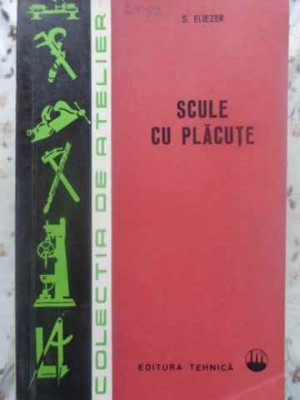 S. ELIEZER
SCULE
CU PLĂCUȚE
COLECȚIA DE ATELIER
EDITURA TEHNICĂ